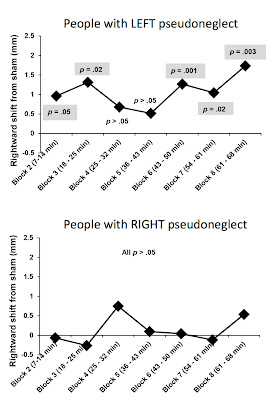 People with LEFT pseudoneglect
Rightward shift from sham (mm)
2.5
2
1.5
1
0.5
0
-0.5
p = .05
p = .02
p > .05
p > .05
p = .001
p = .02
p = .003
Block 2 (7-14 min)
Block 3 (18 - 25 min)
Block 4 (25 - 32 min)
Block 5 (36 - 43 min)
Block 6 (43 - 50 min)
Block 7 (54 - 61 min)
Block 8 (61 - 68 min)
People with RIGHT pseudoneglect
Rightward shift from sham (mm)
2.5
2
1.5
1
0.5
0
-0.5
All p > .05
Block 2 (7-14 min)
Block 3 (18 - 25 min)
Block 4 (25 - 32 min)
Block 5 (36 - 43 min)
Block 6 (43 - 50 min)
Block 7 (54 - 51 min)
Block 8 (61 - 68 min)